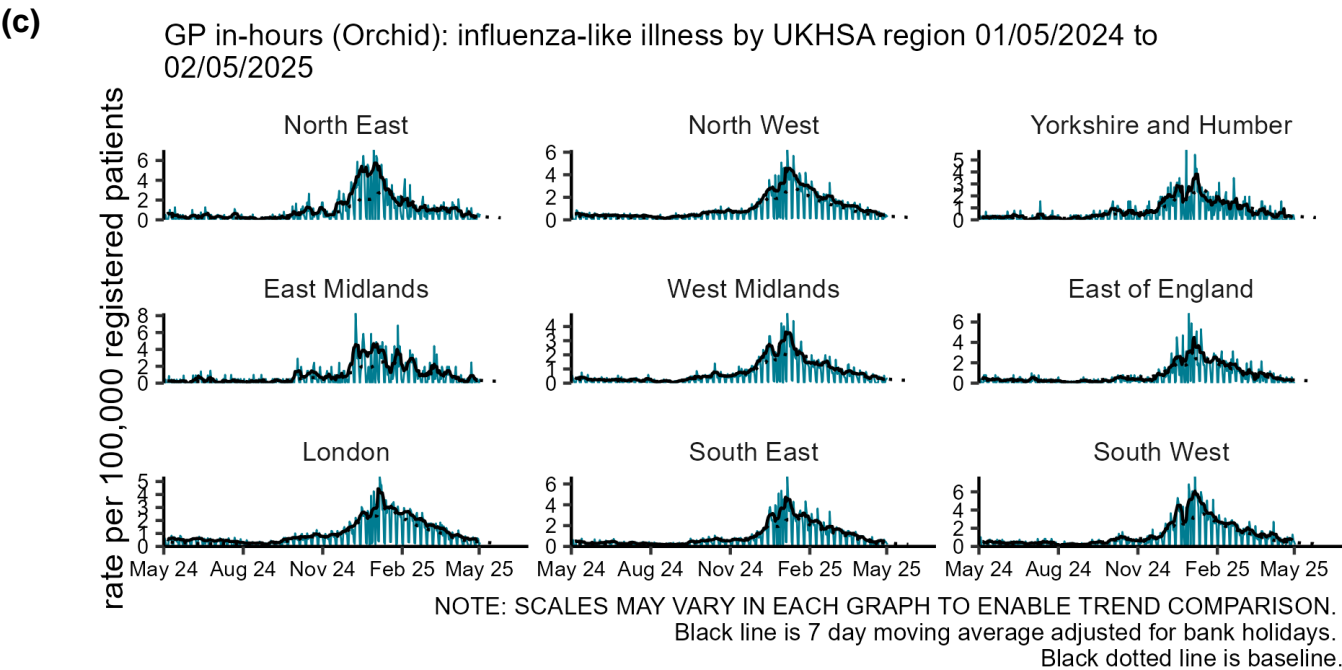 (c)
GP in-hours (Orchid): influenza-like illness by UKHSA region 01/05/2024 to
02/05/2025
rate per 100,000 registered patients
North East
6
4
2
0
North West
6
4
2
0
Yorkshire and Humber
5
4
3
2
1
0
East Midlands
8
6
4
2
0
West Midlands
4
3
2
1
0
East of England
6
4
2
0
London
5
4
3
2
1
0
South East
6
4
2
0
South West
6
4
2
0
May 24 Aug 24 Nov 24 Feb 25 May 25
May 24 Aug 24 Nov 24 Feb 25 May 25
May 24 Aug 24 Nov 24 Feb 25 May 25
NOTE: SCALES MAY VARY IN EACH GRAPH TO ENABLE TREND COMPARISON.
Black line is 7 day moving average adjusted for bank holidays.
Black dotted line is baseline.